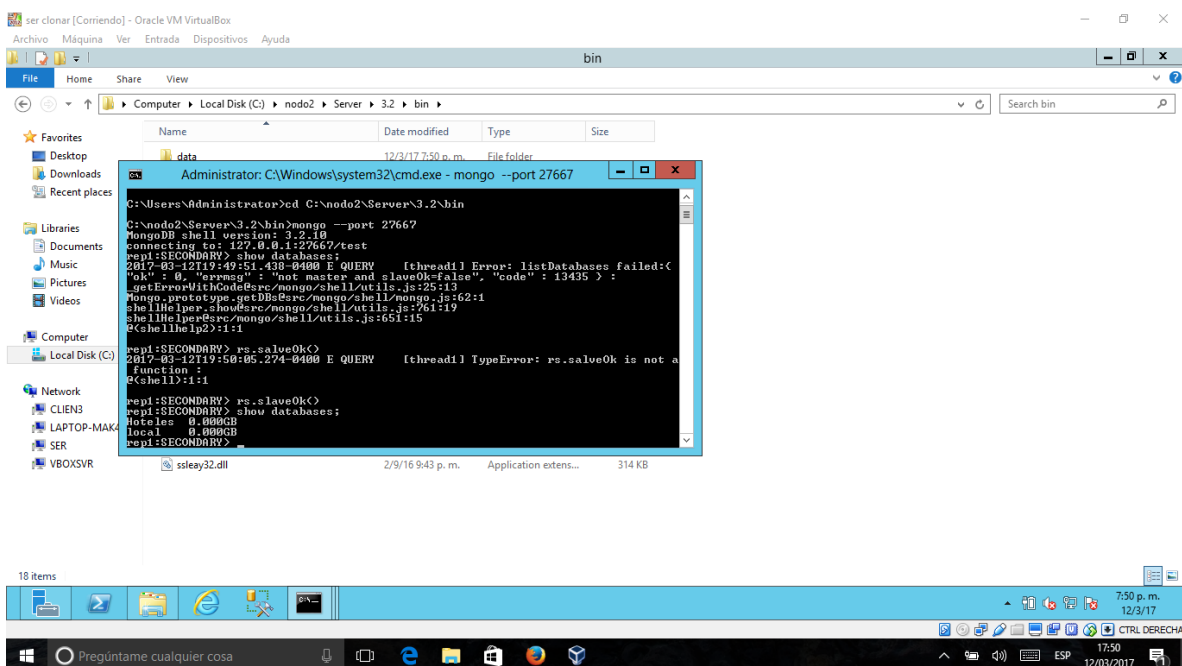 ser clonar [Corriendo] - Oracle VM VirtualBox
Archivo Máquina Ver Entrada Dispositivos Ayuda
bin
File Home Share View
Computer Local Disk (C:) nodo2 Server 3.2 bin
Search bin
Name Date modified Type Size
Favorites
Desktop
Downloads
Recent places
Libraries
Documents
Music
Pictures
Videos
Computer
Local Disk (C:)
Network
CLIEN3
LAPTOP-MAK4
SER
VBOXSVR
data 12/3/17 7:50 p. m. File folder
Administrator: C:\Windows\system32\cmd.exe - mongo --port 27667
C:\Users\Administrator>cd C:\nodo2\Server\3.2\bin
C:\nodo2\Server\3.2\bin>mongo --port 27667
MongoDB shell version: 3.2.10
connecting to: 127.0.0.1:27667/test
rep1:SECONDARY> show databases;
2017-03-12T19:49:51.438-0400 E QUERY    [thread1] Error: listDatabases failed:{
"ok" : 0, "errmsg" : "not master and slaveOk=false", "code" : 13435 } :
_getErrorWithCode@src/mongo/shell/utils.js:25:13
Mongo.prototype.getDBs@src/mongo/shell/mongo.js:62:1
shellHelper.show@src/mongo/shell/utils.js:761:19
shellHelper@src/mongo/shell/utils.js:651:15
@(shellhelp2):1:1
rep1:SECONDARY> rs.salveOk()
2017-03-12T19:50:05.274-0400 E QUERY    [thread1] TypeError: rs.salveOk is not a
function :
@(shell):1:1
rep1:SECONDARY> rs.slaveOk()
rep1:SECONDARY> show databases;
Hoteles  0.000GB
local    0.000GB
rep1:SECONDARY> _
ssleay32.dll 2/9/16 9:43 p. m. Application extens... 314 KB
18 items
7:50 p. m.
12/3/17
CTRL DERECHA
Pregúntame cualquier cosa
ESP
17:50
12/03/2017